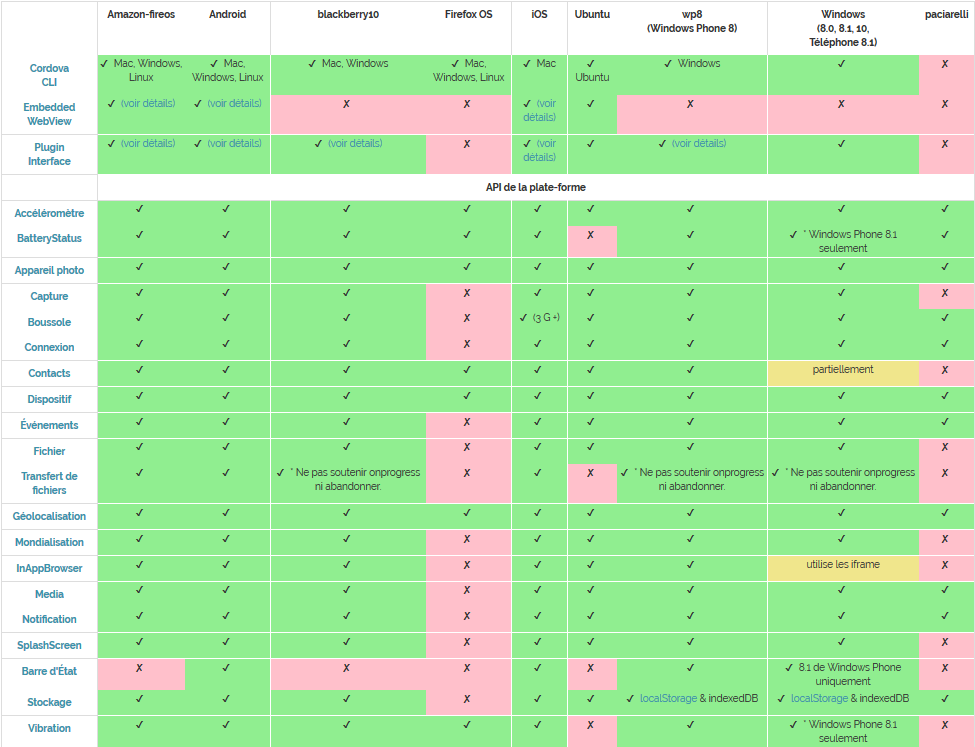 Amazon-fireos Android blackberry10 Firefox OS iOS Ubuntu wp8 Windows paciarelli
(Windows Phone 8) (8.0, 8.1, 10,
Téléphone 8.1)
Cordova CLI ✓ Mac, Windows, Linux ✓ Mac, Windows, Linux ✓ Mac, Windows ✓ Mac, Windows, Linux ✓ Mac ✓ Ubuntu ✓ Windows ✓ ✗
Embedded WebView ✓ (voir détails) ✓ (voir détails) ✗ ✗ ✓ (voir détails) ✓ ✗ ✗ ✗
Plugin Interface ✓ (voir détails) ✓ (voir détails) ✓ (voir détails) ✗ ✓ (voir détails) ✓ ✓ (voir détails) ✓ ✗
API de la plate-forme
Accéléromètre ✓ ✓ ✓ ✓ ✓ ✓ ✓ ✓ ✓
BatteryStatus ✓ ✓ ✓ ✓ ✓ ✗ ✓ ✓ * Windows Phone 8.1 seulement ✓
Appareil photo ✓ ✓ ✓ ✓ ✓ ✓ ✓ ✓ ✓
Capture ✓ ✓ ✓ ✗ ✓ ✓ ✓ ✓ ✗
Boussole ✓ ✓ ✓ ✗ ✓ (3 G +) ✓ ✓ ✓ ✓
Connexion ✓ ✓ ✓ ✗ ✓ ✓ ✓ ✓ ✓
Contacts ✓ ✓ ✓ ✓ ✓ ✓ ✓ partiellement ✗
Dispositif ✓ ✓ ✓ ✓ ✓ ✓ ✓ ✓ ✓
Événements ✓ ✓ ✓ ✗ ✓ ✓ ✓ ✓ ✓
Fichier ✓ ✓ ✓ ✗ ✓ ✓ ✓ ✓ ✗
Transfert de fichiers ✓ ✓ ✓ * Ne pas soutenir onprogress ni abandonner. ✗ ✓ ✗ ✓ * Ne pas soutenir onprogress ni abandonner. ✓ * Ne pas soutenir onprogress ni abandonner. ✗
Géolocalisation ✓ ✓ ✓ ✓ ✓ ✓ ✓ ✓ ✓
Mondialisation ✓ ✓ ✓ ✗ ✓ ✓ ✓ ✓ ✗
InAppBrowser ✓ ✓ ✓ ✗ ✓ ✓ ✓ utilise les iframe ✗
Media ✓ ✓ ✓ ✗ ✓ ✓ ✓ ✓ ✓
Notification ✓ ✓ ✓ ✗ ✓ ✓ ✓ ✓ ✓
SplashScreen ✓ ✓ ✓ ✗ ✓ ✓ ✓ ✓ ✗
Barre d'État ✗ ✓ ✗ ✗ ✓ ✗ ✓ ✓ 8.1 de Windows Phone uniquement ✗
Stockage ✓ ✓ ✓ ✗ ✓ ✓ ✓ localStorage & indexedDB ✓ localStorage & indexedDB ✓
Vibration ✓ ✓ ✓ ✓ ✓ ✗ ✓ ✓ * Windows Phone 8.1 seulement ✗